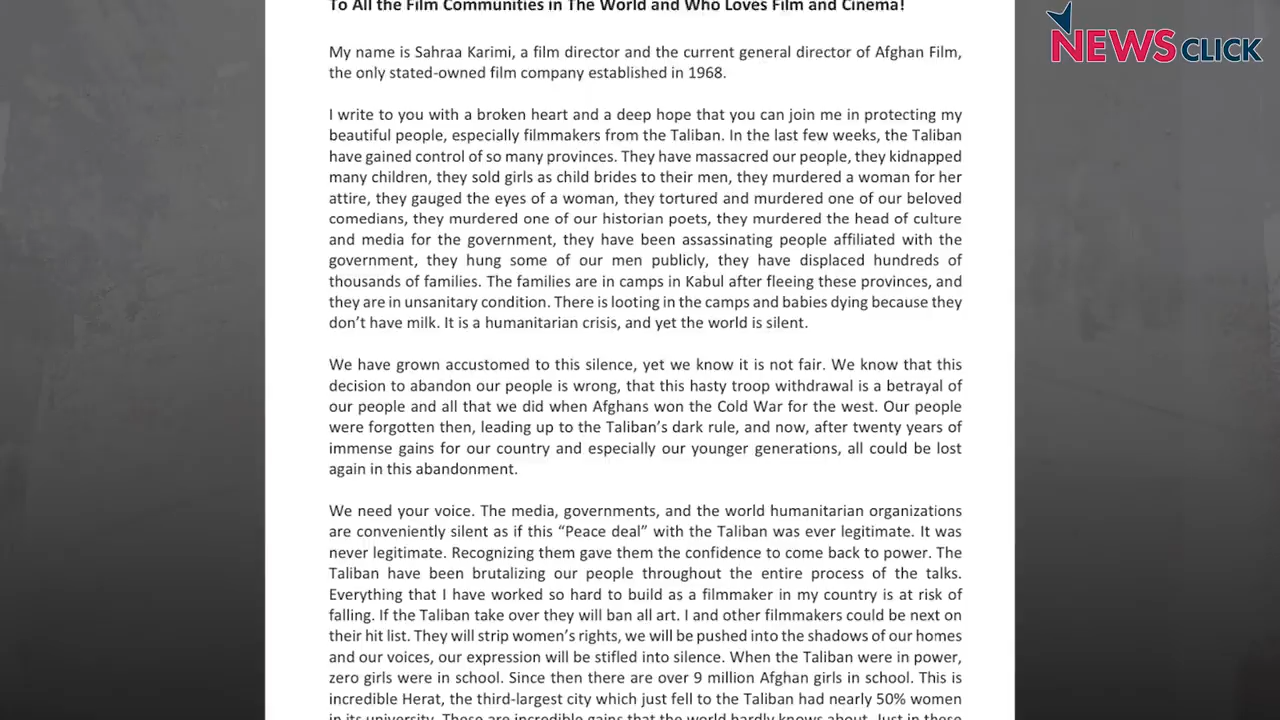 To All the Film Communities in The World and Who Loves Film and Cinema!
NEWSCLICK
My name is Sahraa Karimi, a film director and the current general director of Afghan Film,
the only stated-owned film company established in 1968.
I write to you with a broken heart and a deep hope that you can join me in protecting my
beautiful people, especially filmmakers from the Taliban. In the last few weeks, the Taliban
have gained control of so many provinces. They have massacred our people, they kidnapped
many children, they sold girls as child brides to their men, they murdered a woman for her
attire, they gauged the eyes of a woman, they tortured and murdered one of our beloved
comedians, they murdered one of our historian poets, they murdered the head of culture
and media for the government, they have been assassinating people affiliated with the
government, they hung some of our men publicly, they have displaced hundreds of
thousands of families. The families are in camps in Kabul after fleeing these provinces, and
they are in unsanitary condition. There is looting in the camps and babies dying because they
don't have milk. It is a humanitarian crisis, and yet the world is silent.
We have grown accustomed to this silence, yet we know it is not fair. We know that this
decision to abandon our people is wrong, that this hasty troop withdrawal is a betrayal of
our people and all that we did when Afghans won the Cold War for the west. Our people
were forgotten then, leading up to the Taliban's dark rule, and now, after twenty years of
immense gains for our country and especially our younger generations, all could be lost
again in this abandonment.
We need your voice. The media, governments, and the world humanitarian organizations
are conveniently silent as if this “Peace deal” with the Taliban was ever legitimate. It was
never legitimate. Recognizing them gave them the confidence to come back to power. The
Taliban have been brutalizing our people throughout the entire process of the talks.
Everything that I have worked so hard to build as a filmmaker in my country is at risk of
falling. If the Taliban take over they will ban all art. I and other filmmakers could be next on
their hit list. They will strip women's rights, we will be pushed into the shadows of our homes
and our voices, our expression will be stifled into silence. When the Taliban were in power,
zero girls were in school. Since then there are over 9 million Afghan girls in school. This is
incredible Herat, the third-largest city which just fell to the Taliban had nearly 50% women
in its university. These are incredible gains that the world hardly knows about. Just in these